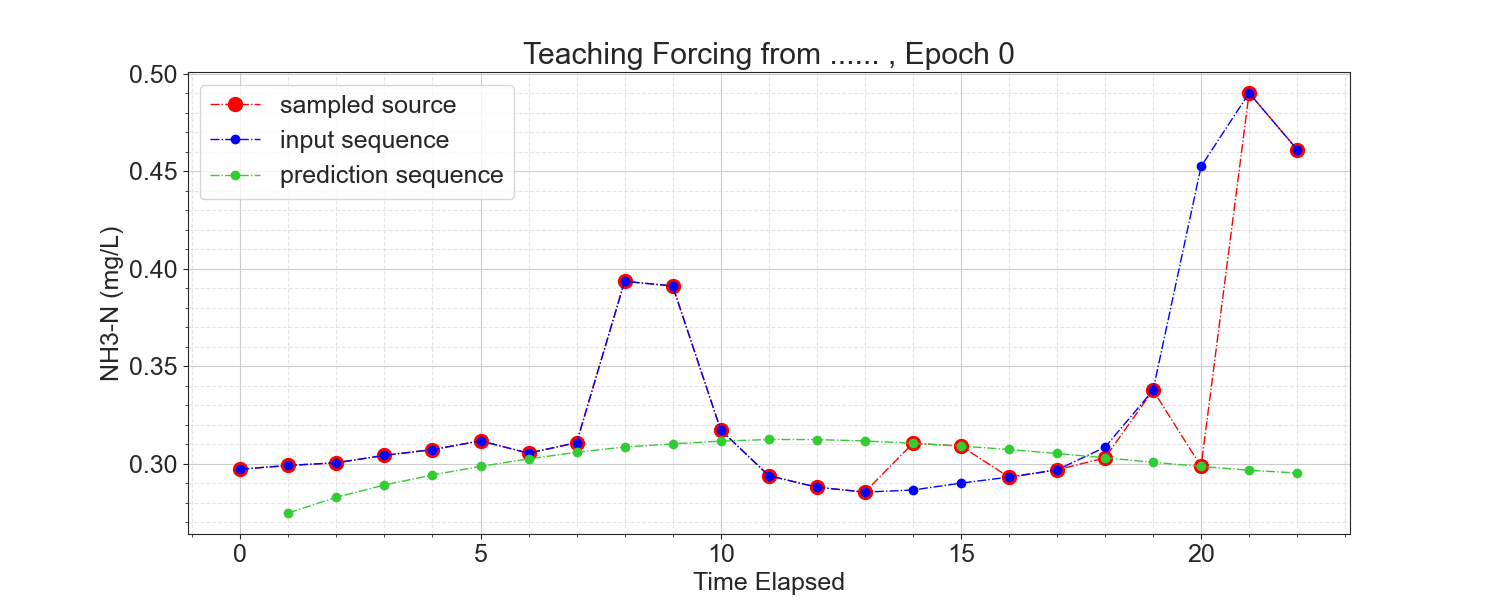 Teaching Forcing from ...... , Epoch 0
sampled source
input sequence
prediction sequence
NH3-N (mg/L)
0.50
0.45
0.40
0.35
0.30
0 5 10 15 20
Time Elapsed